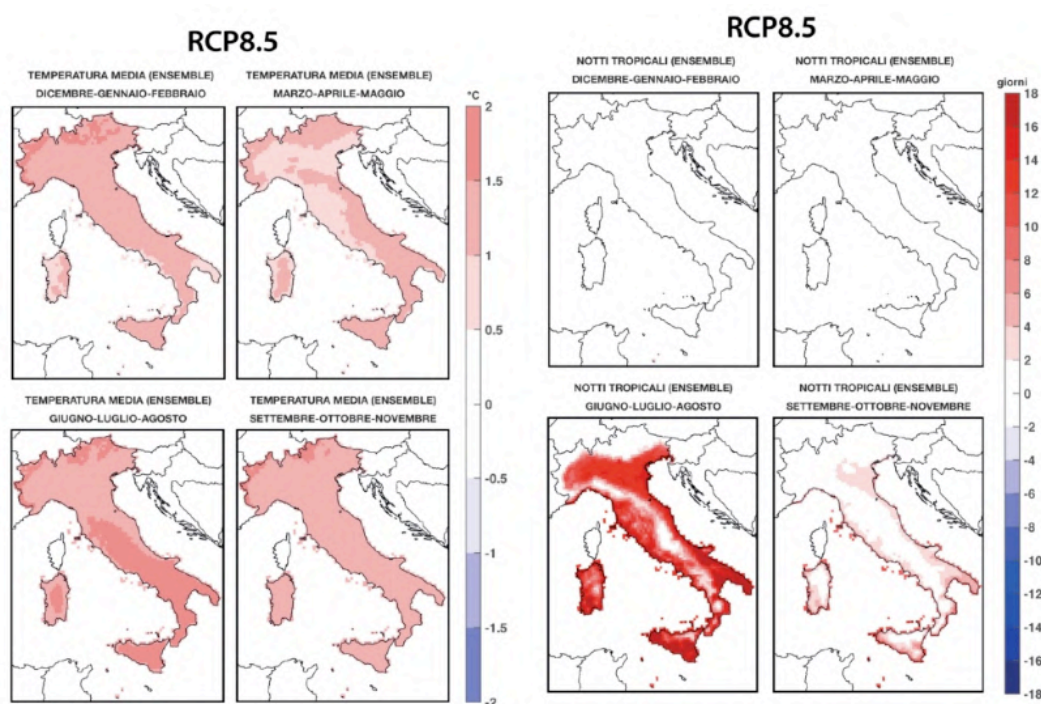 RCP8.5
TEMPERATURA MEDIA (ENSEMBLE)
DICEMBRE-GENNAIO-FEBBRAIO
TEMPERATURA MEDIA (ENSEMBLE)
MARZO-APRILE-MAGGIO
°C
2
1.5
1
0.5
0
-0.5
-1
-1.5
-2
TEMPERATURA MEDIA (ENSEMBLE)
GIUGNO-LUGLIO-AGOSTO
TEMPERATURA MEDIA (ENSEMBLE)
SETTEMBRE-OTTOBRE-NOVEMBRE
RCP8.5
NOTTI TROPICALI (ENSEMBLE)
DICEMBRE-GENNAIO-FEBBRAIO
NOTTI TROPICALI (ENSEMBLE)
MARZO-APRILE-MAGGIO
giorni
18
16
14
12
10
8
6
4
2
0
-2
-4
-6
-8
-10
-12
-14
-16
-18
NOTTI TROPICALI (ENSEMBLE)
GIUGNO-LUGLIO-AGOSTO
NOTTI TROPICALI (ENSEMBLE)
SETTEMBRE-OTTOBRE-NOVEMBRE